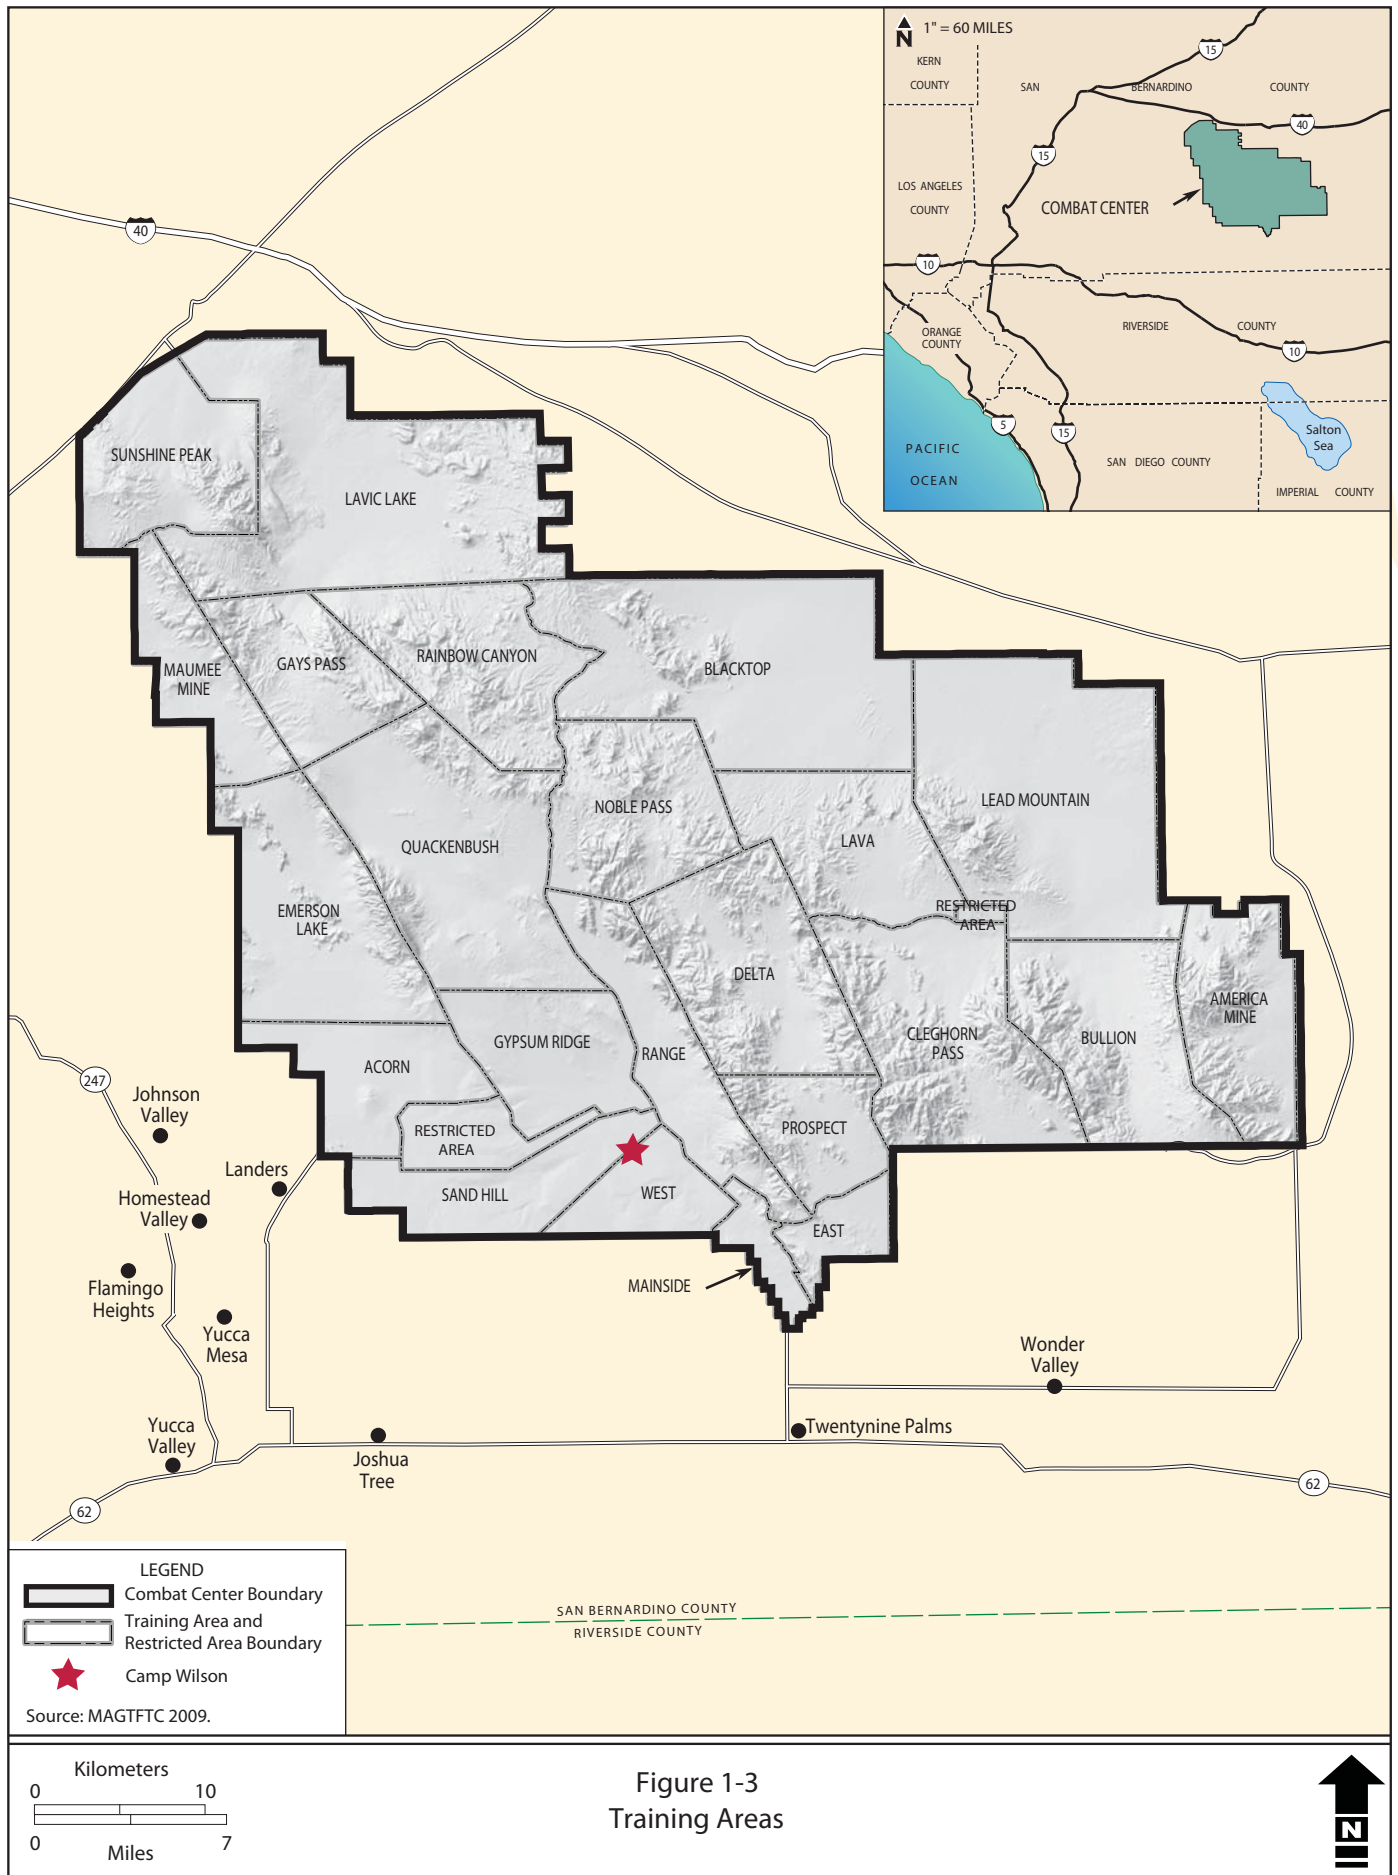 N
1" = 60 MILES
15
KERN
COUNTY
SAN
BERNARDINO
COUNTY
40
15
LOS ANGELES
COUNTY
COMBAT CENTER
10
ORANGE
COUNTY
RIVERSIDE
COUNTY
10
5
15
Salton
Sea
PACIFIC
OCEAN
SAN DIEGO COUNTY
IMPERIAL COUNTY
40
SUNSHINE PEAK
LAVIC LAKE
MAUMEE
MINE
GAYS PASS
RAINBOW CANYON
BLACKTOP
LEAD MOUNTAIN
NOBLE PASS
LAVA
QUACKENBUSH
EMERSON
LAKE
RESTRICTED
AREA
DELTA
AMERICA
MINE
CLEGHORN
PASS
BULLION
GYPSUM RIDGE
RANGE
ACORN
RESTRICTED
AREA
PROSPECT
SAND HILL
WEST
EAST
MAINSIDE
247
Johnson
Valley
Landers
Homestead
Valley
Flamingo
Heights
Yucca
Mesa
Wonder
Valley
Yucca
Valley
Joshua
Tree
Twentynine Palms
62
62
SAN BERNARDINO COUNTY
RIVERSIDE COUNTY
LEGEND
Combat Center Boundary
Training Area and
Restricted Area Boundary
Camp Wilson
Source: MAGTFTC 2009.
Kilometers
0 10
0 7
Miles
Figure 1-3
Training Areas
N